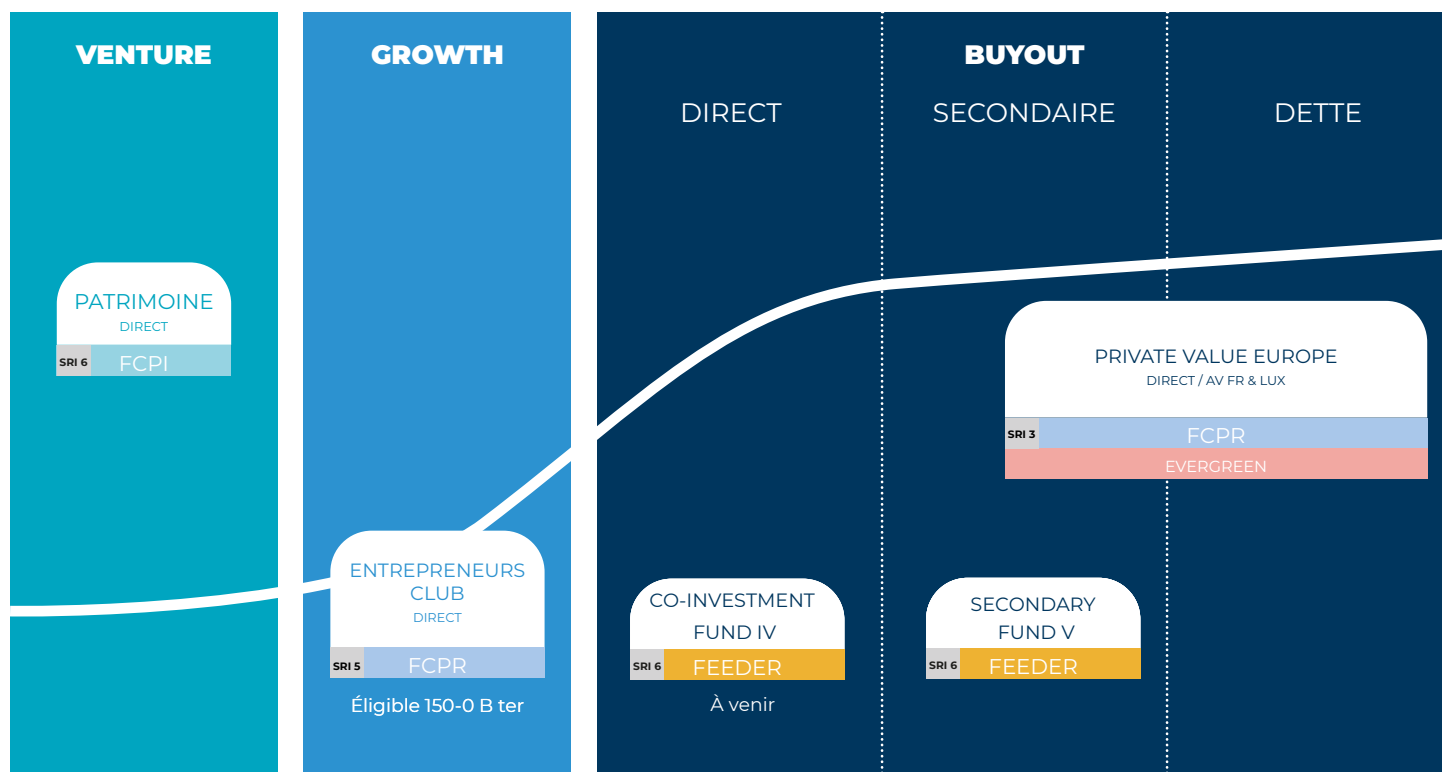 VENTURE
PATRIMOINE
DIRECT
SRI 6
FCPI
GROWTH
ENTREPRENEURS
CLUB
DIRECT
SRI 5
FCPR
Éligible 150-0 B ter
BUYOUT
DIRECT
SECONDAIRE
DETTE
PRIVATE VALUE EUROPE
DIRECT / AV FR & LUX
SRI 3
FCPR
EVERGREEN
CO-INVESTMENT
FUND IV
SRI 6
FEEDER
À venir
SECONDARY
FUND V
SRI 6
FEEDER